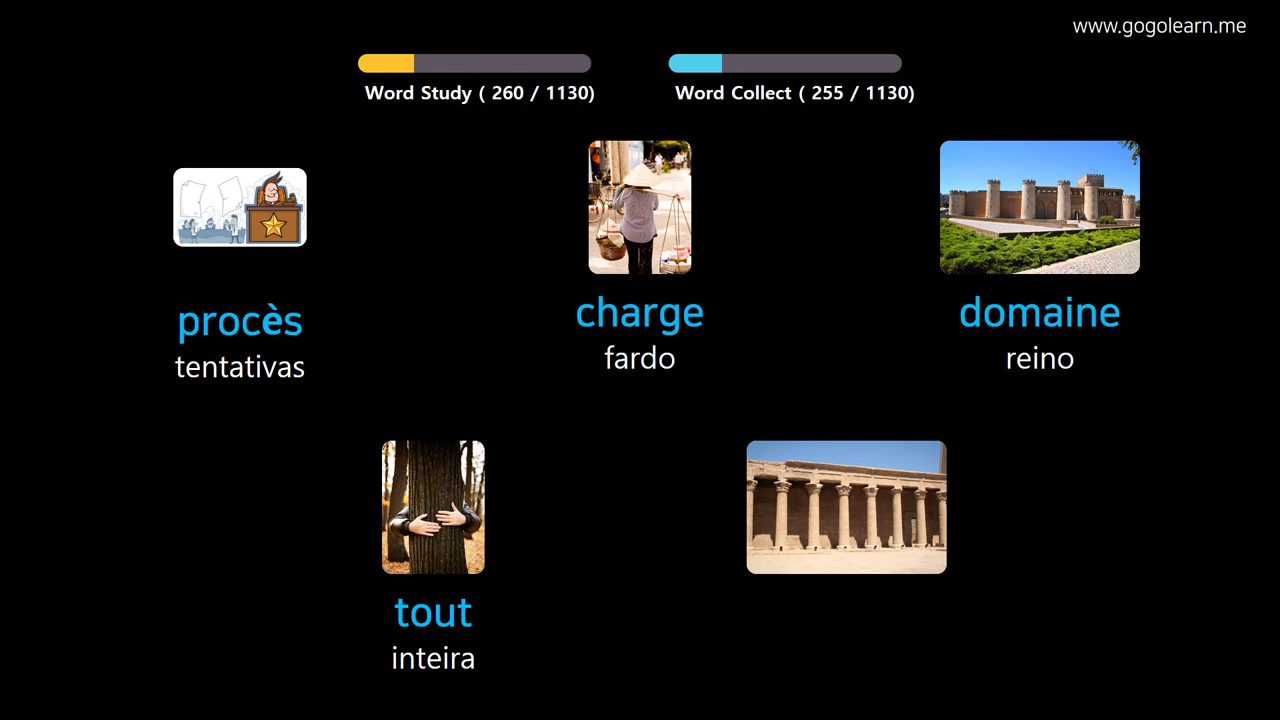 www.gogolearn.me
Word Study ( 260 / 1130)
Word Collect ( 255 / 1130)
procès
tentativas
charge
fardo
domaine
reino
tout
inteira